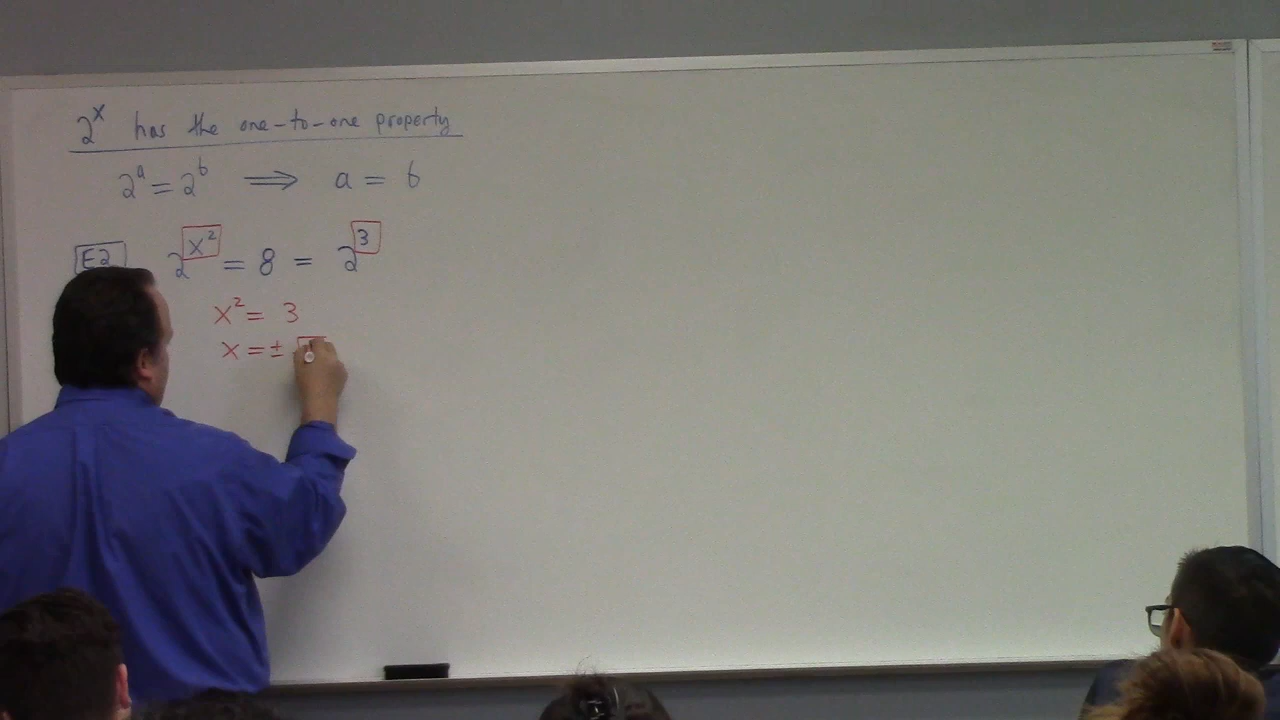 2^x has the one-to-one property
2^a = 2^b ⟹ a = b
E2 2^x² = 8 = 2^3
x² = 3
x = ±